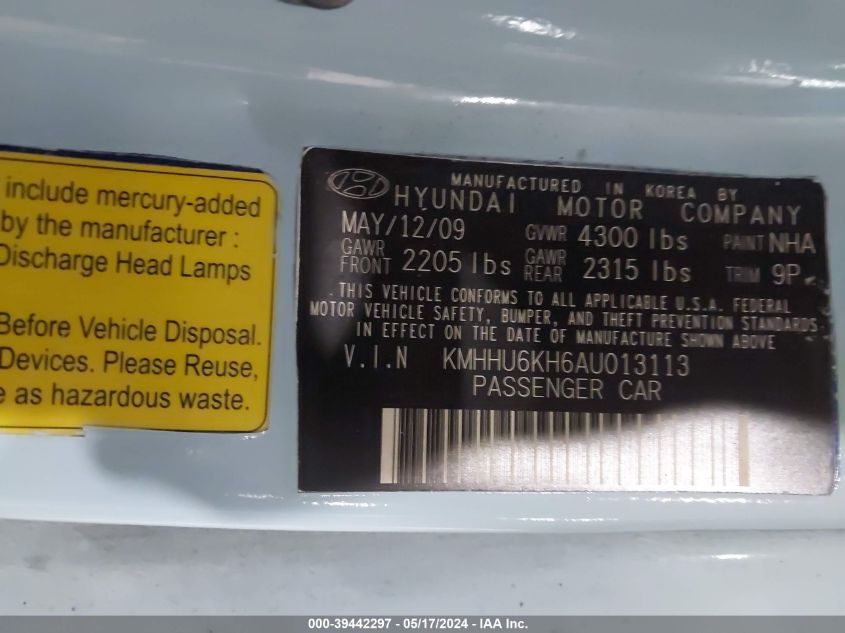 include mercury-added
by the manufacturer :
Discharge Head Lamps
Before Vehicle Disposal.
Devices. Please Reuse,
e as hazardous waste.
MANUFACTURED IN KOREA BY
HYUNDAI MOTOR COMPANY
MAY/12/09 GVWR 4300 lbs PAINT NHA
GAWR FRONT 2205 lbs GAWR REAR 2315 lbs TRIM 9P
THIS VEHICLE CONFORMS TO ALL APPLICABLE U.S.A. FEDERAL
MOTOR VEHICLE SAFETY, BUMPER, AND THEFT PREVENTION STANDARDS
IN EFFECT ON THE DATE OF MANUFACTURE SHOWN ABOVE
V.I.N KMHHU6KH6AU013113
PASSENGER CAR
000-39442297 - 05/17/2024 - IAA Inc.